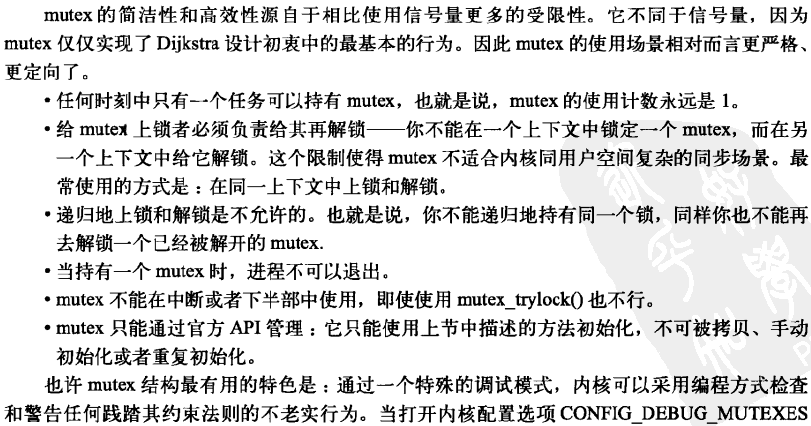 mutex 的简洁性和高效性源自于相比使用信号量更多的受限性。它不同于信号量，因为
mutex 仅仅实现了 Dijkstra 设计初衷中的最基本的行为。因此 mutex 的使用场景相对而言更严格、
更定向了。
• 任何时刻中只有一个任务可以持有 mutex，也就是说，mutex 的使用计数永远是 1。
• 给 mutex 上锁者必须负责给其再解锁——你不能在一个上下文中锁定一个 mutex，而在另
一个上下文中给它解锁。这个限制使得 mutex 不适合内核同用户空间复杂的同步场景。最
常使用的方式是：在同一上下文中上锁和解锁。
• 递归地上锁和解锁是不允许的。也就是说，你不能递归地持有同一个锁，同样你也不能再
去解锁一个已经被解开的 mutex.
• 当持有一个 mutex 时，进程不可以退出。
• mutex 不能在中断或者下半部中使用，即使使用 mutex_trylock() 也不行。
• mutex 只能通过官方 API 管理：它只能使用上节中描述的方法初始化，不可被拷贝、手动
初始化或者重复初始化。
也许 mutex 结构最有用的特色是：通过一个特殊的调试模式，内核可以采用编程方式检查
和警告任何践踏其约束法则的不老实行为。当打开内核配置选项 CONFIG_DEBUG_MUTEXES